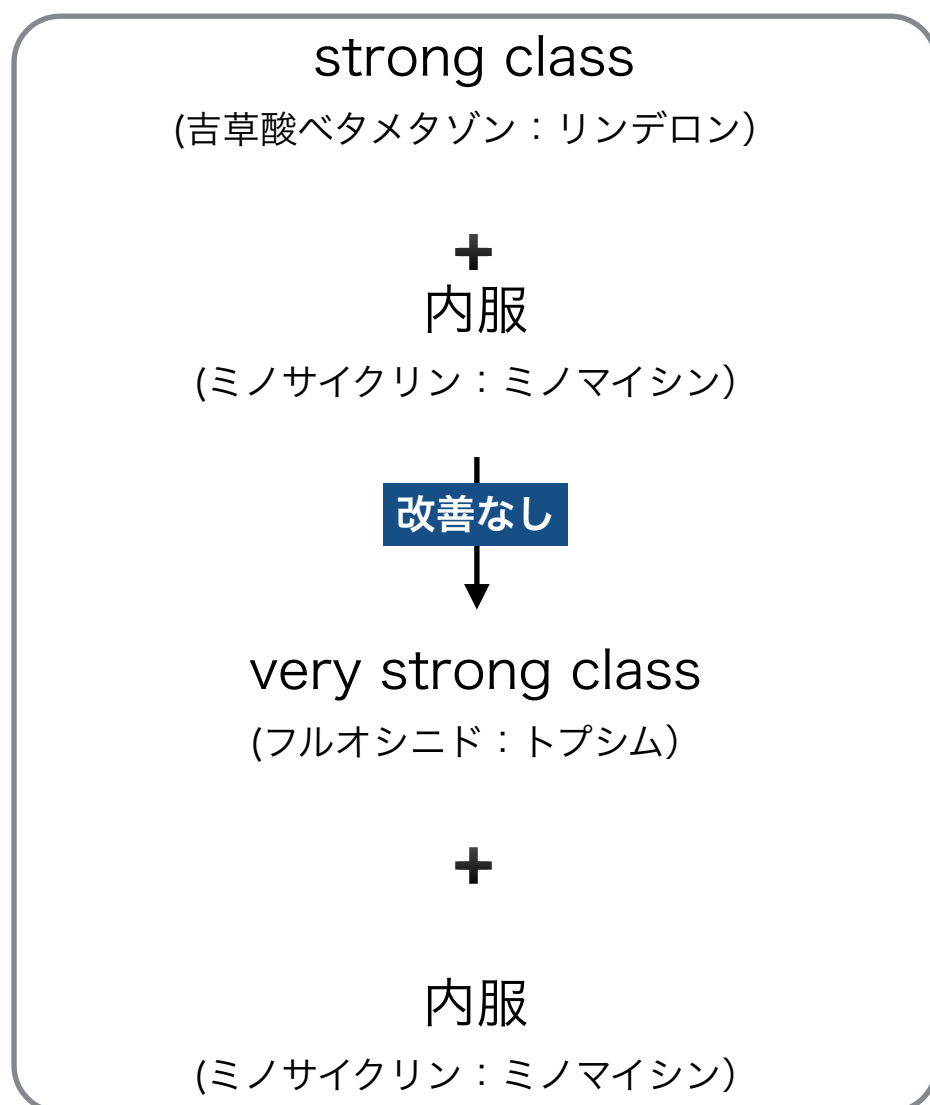 strong class
(吉草酸ベタメタゾン：リンデロン）
+
内服
(ミノサイクリン：ミノマイシン）
改善なし
very strong class
(フルオシニド：トプシム）
+
内服
(ミノサイクリン：ミノマイシン）